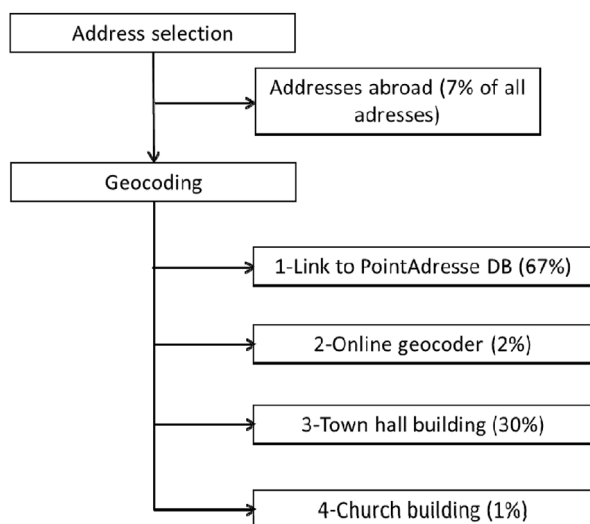 Address selection
Addresses abroad (7% of all
adresses)
Geocoding
1-Link to PointAdresse DB (67%)
2-Online geocoder (2%)
3-Town hall building (30%)
4-Church building (1%)